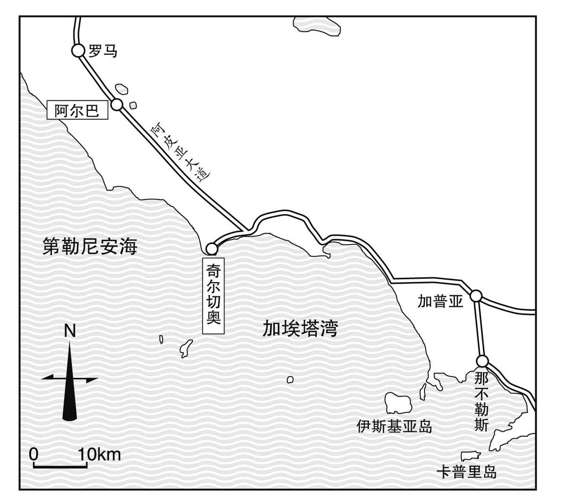 罗马
阿尔巴
阿皮亚大道
第勒尼安海
奇尔切奥
加埃塔湾
加普亚
N
那不勒斯
伊斯基亚岛
0 10km
卡普里岛